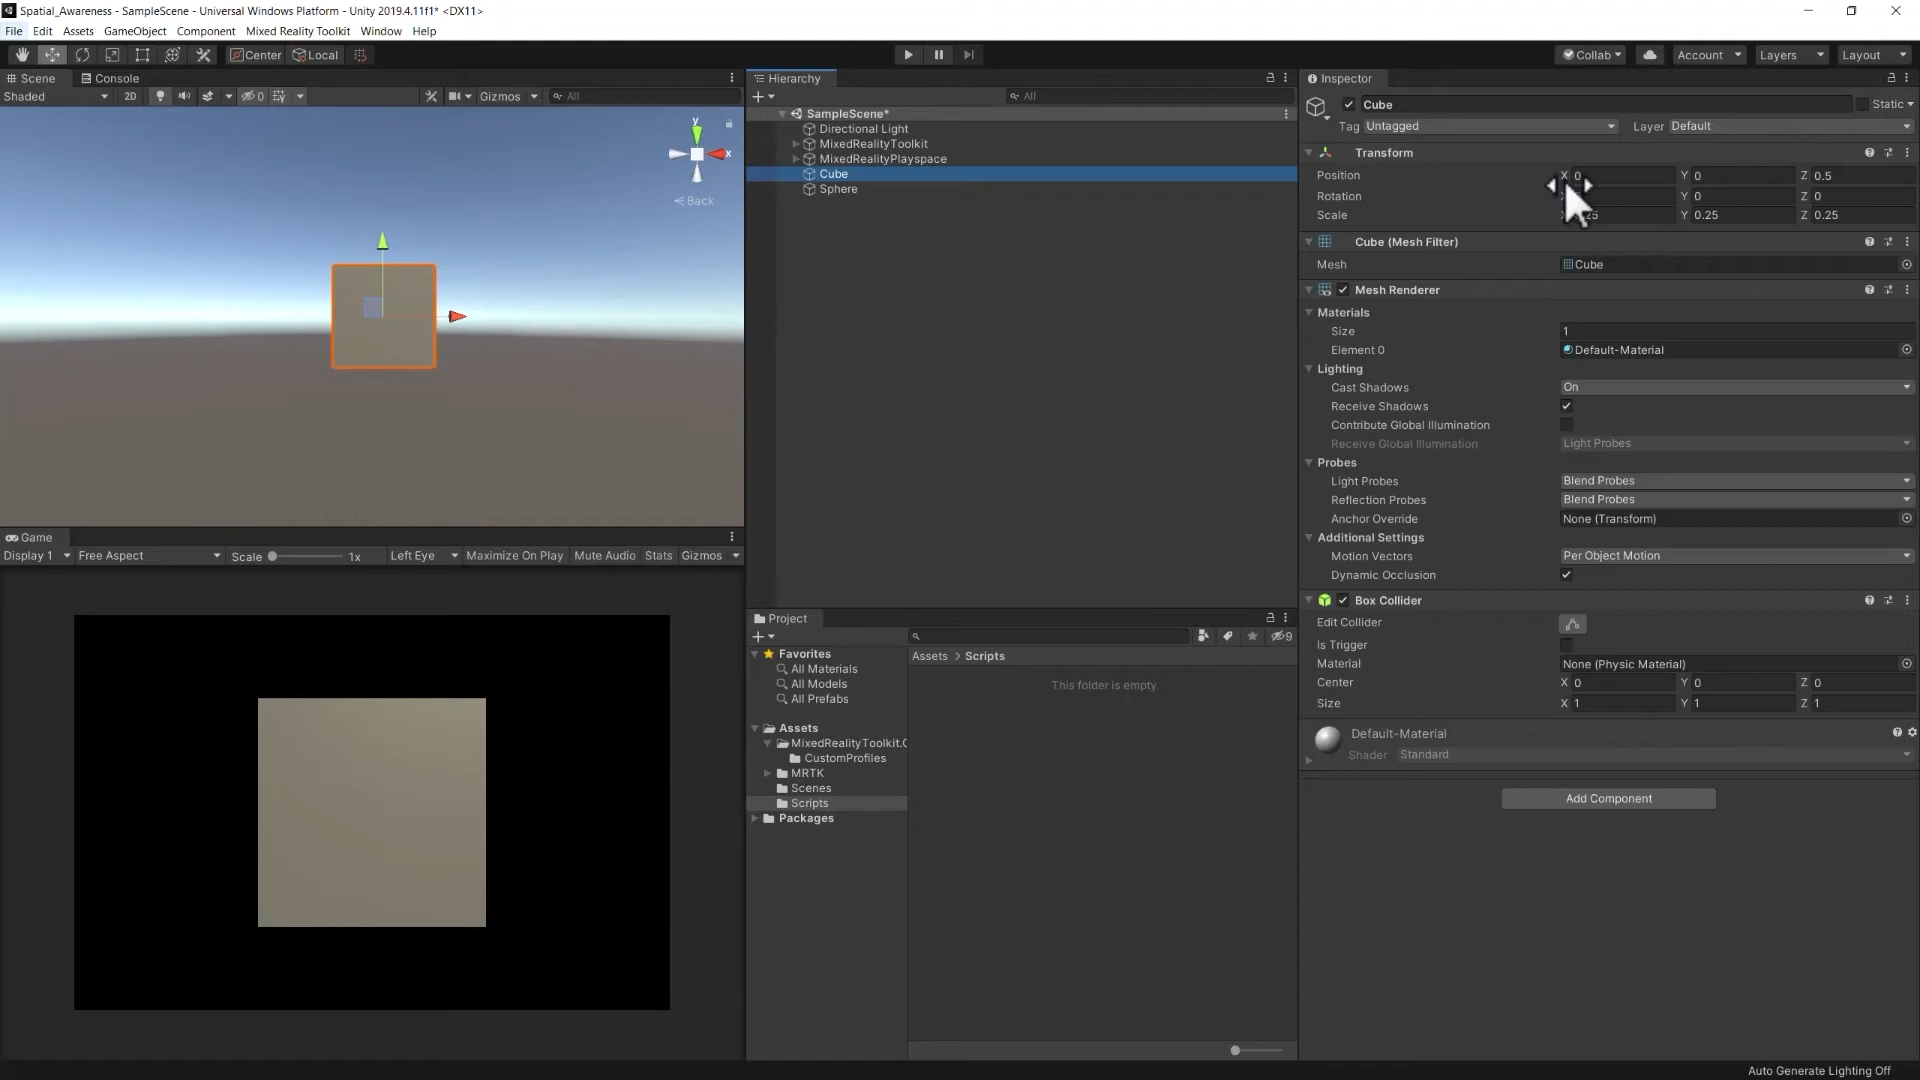 Spatial_Awareness - SampleScene - Universal Windows Platform - Unity 2019.4.11f1* <DX11>
File Edit Assets GameObject Component Mixed Reality Toolkit Window Help
Center Local Collab Account Layers Layout
Scene Console
Shaded 2D 0 Gizmos All
y
x
Back
Game
Display 1 Free Aspect Scale 1x Left Eye Maximize On Play Mute Audio Stats Gizmos
Hierarchy
All
SampleScene*
Directional Light
MixedRealityToolkit
MixedRealityPlayspace
Cube
Sphere
Project
9
Favorites
All Materials
All Models
All Prefabs
Assets
MixedRealityToolkit.
CustomProfiles
MRTK
Scenes
Scripts
Packages
Assets > Scripts
This folder is empty
Inspector
Cube Static
Tag Untagged Layer Default
Transform
Position X 0 Y 0 Z 0.5
Rotation Y 0 Z 0
Scale Y 0.25 Z 0.25
Cube (Mesh Filter)
Mesh Cube
Mesh Renderer
Materials
Size 1
Element 0 Default-Material
Lighting
Cast Shadows On
Receive Shadows
Contribute Global Illumination
Receive Global Illumination Light Probes
Probes
Light Probes Blend Probes
Reflection Probes Blend Probes
Anchor Override None (Transform)
Additional Settings
Motion Vectors Per Object Motion
Dynamic Occlusion
Box Collider
Edit Collider
Is Trigger
Material None (Physic Material)
Center X 0 Y 0 Z 0
Size X 1 Y 1 Z 1
Default-Material
Shader Standard
Add Component
Auto Generate Lighting Off